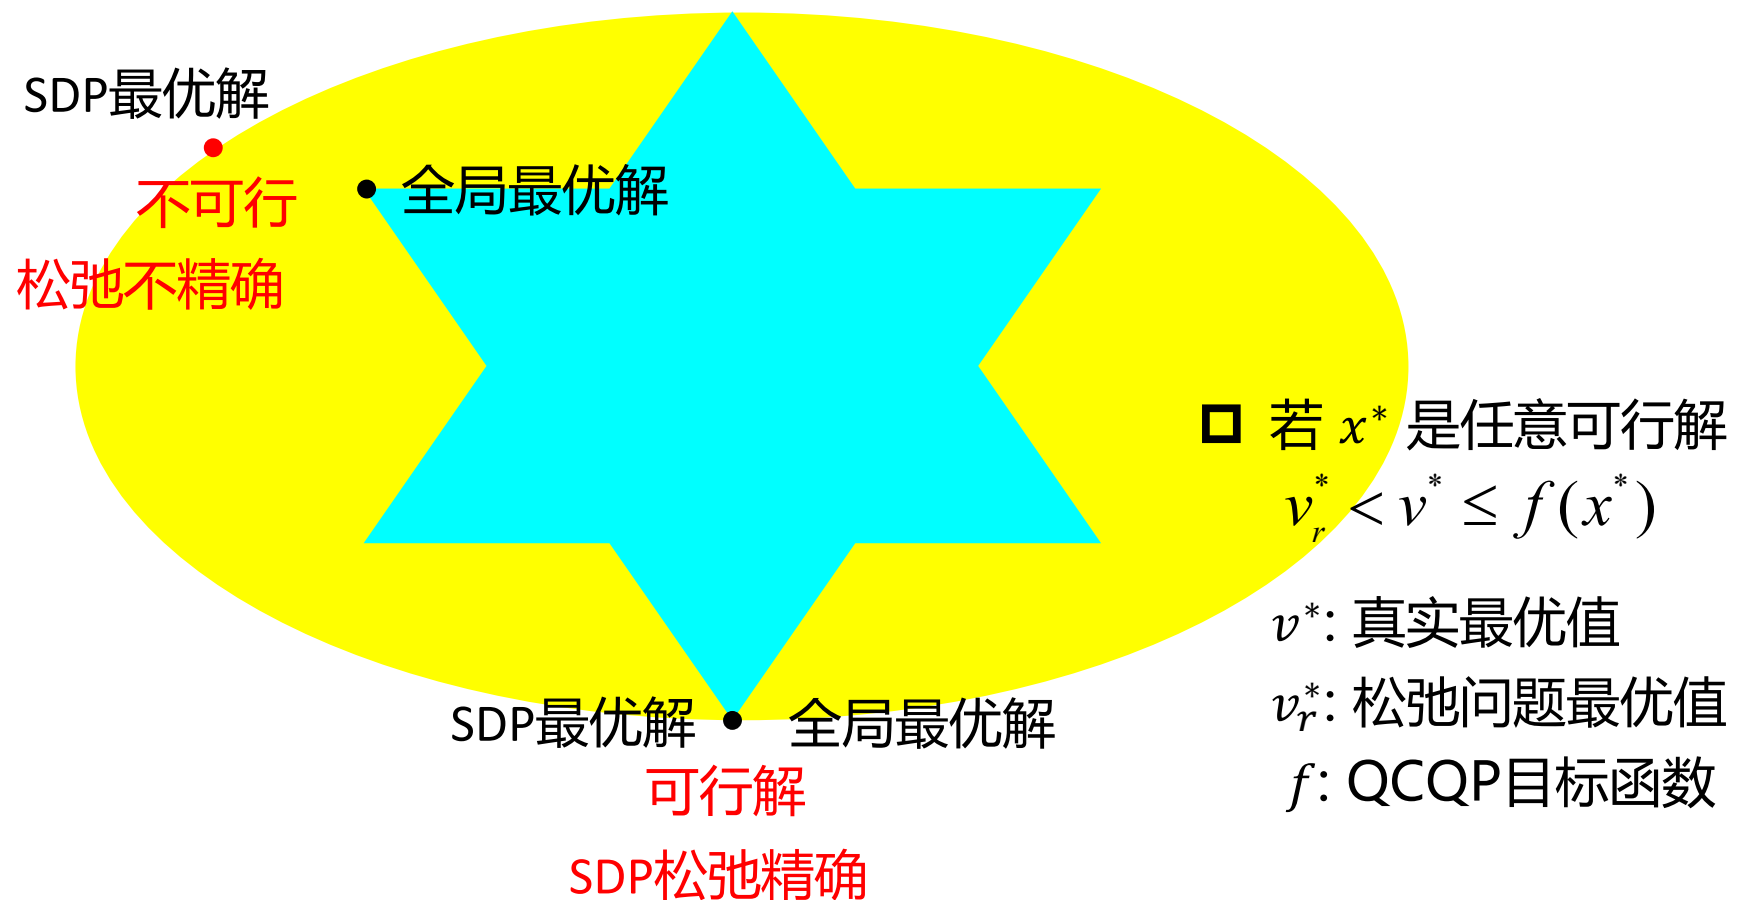 SDP最优解
不可行
松弛不精确
全局最优解
若 x* 是任意可行解
v_r^* < v^* ≤ f(x^*)
v*: 真实最优值
v_r^*: 松弛问题最优值
f: QCQP目标函数
SDP最优解 全局最优解
可行解
SDP松弛精确